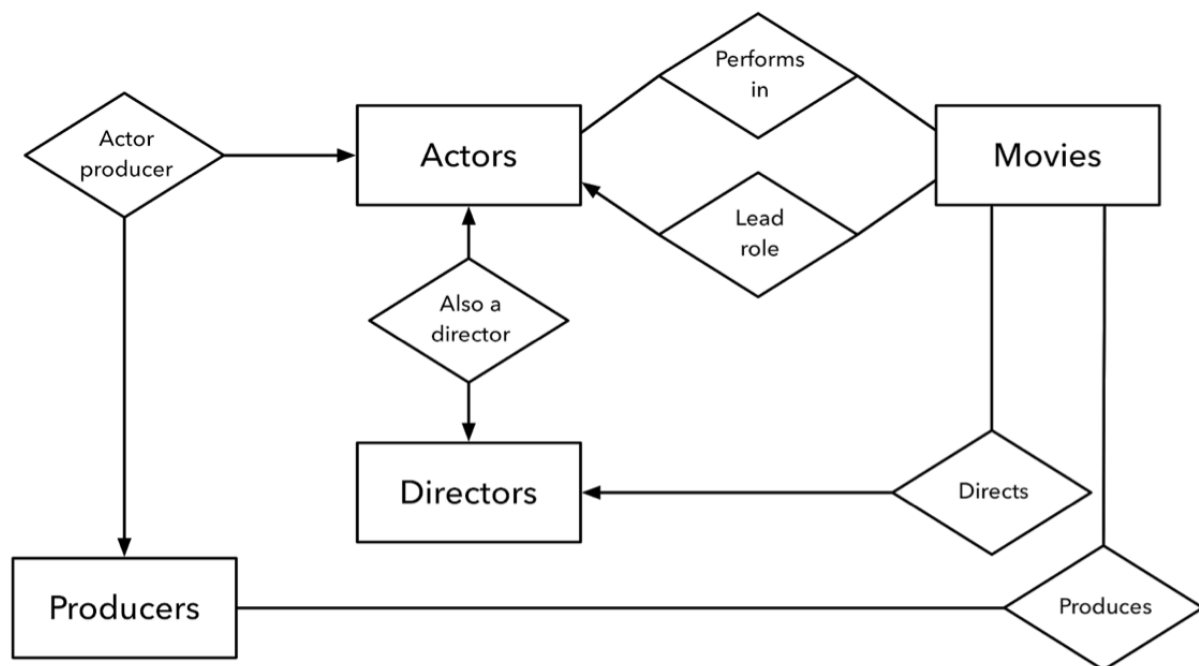 Performs
in
Actor
producer
Actors
Movies
Lead
role
Also a
director
Directors
Directs
Producers
Produces